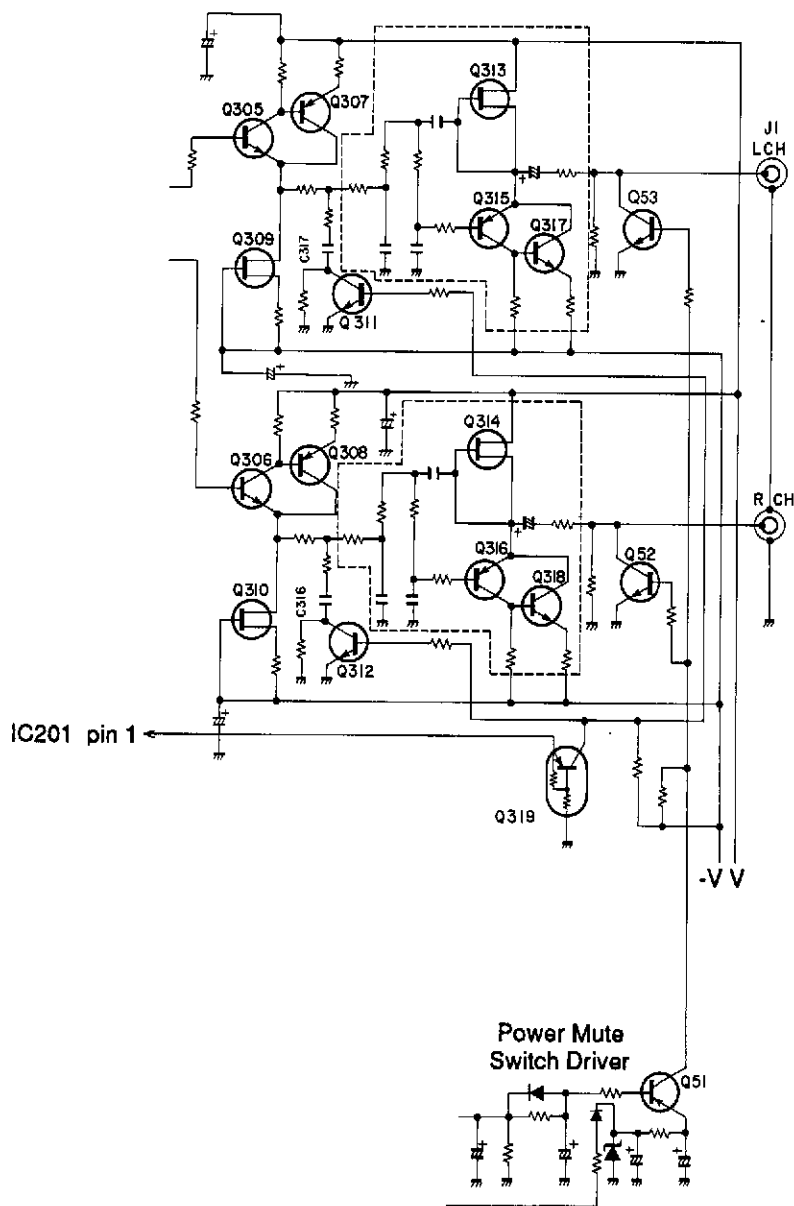 Q313
Q305
Q307
J1
LCH
Q315
Q53
Q317
C317
Q309
Q311
Q314
Q306
Q308
R CH
Q316
Q52
Q318
C316
Q310
Q312
IC201 pin 1
Q319
-V V
Power Mute
Switch Driver
Q51